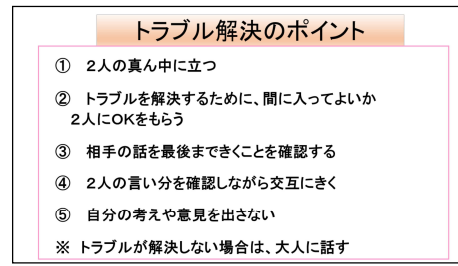 トラブル解決のポイント
① 2人の真ん中に立つ
② トラブルを解決するために、間に入ってよいか
2人にOKをもらう
③ 相手の話を最後まできくことを確認する
④ 2人の言い分を確認しながら交互にきく
⑤ 自分の考えや意見を出さない
※ トラブルが解決しない場合は、大人に話す